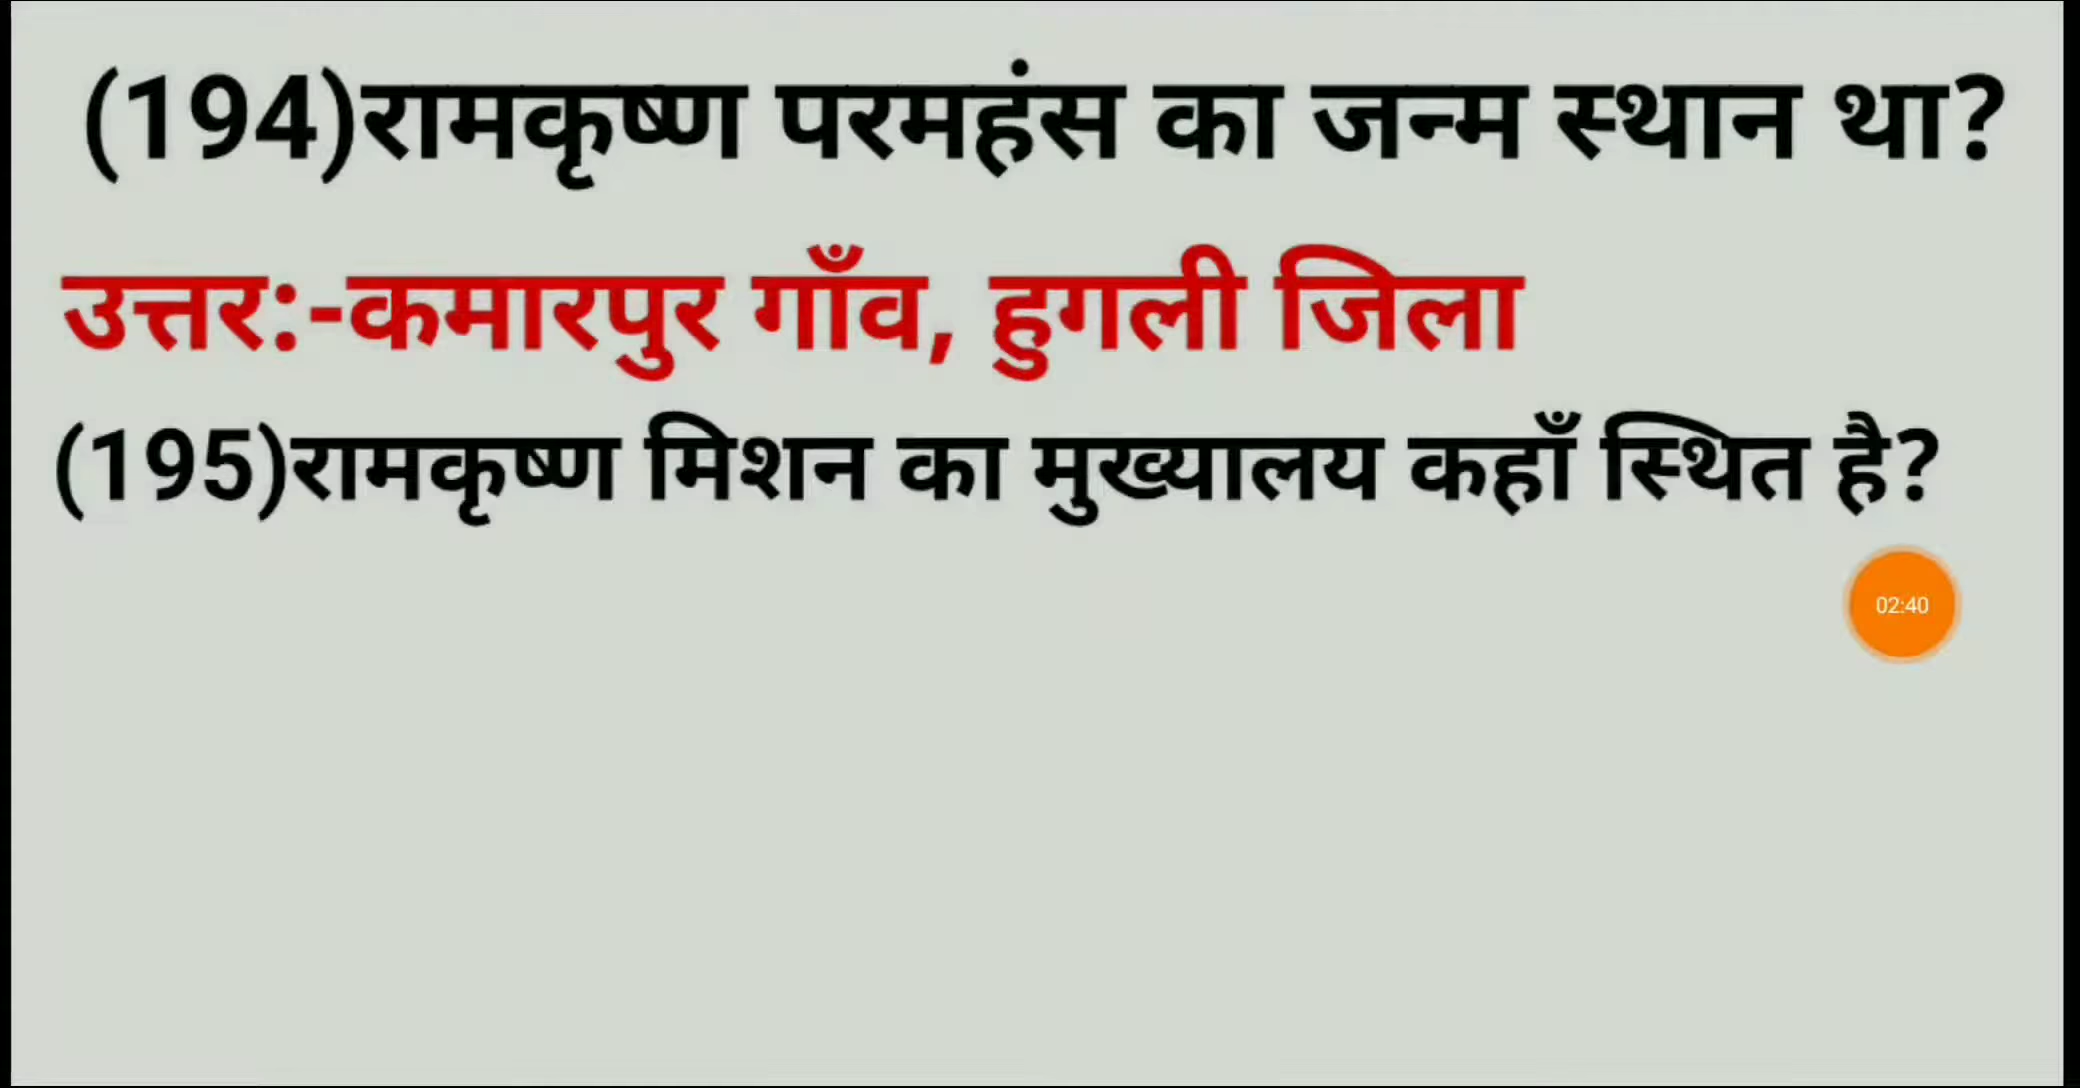 (194)रामकृष्ण परमहंस का जन्म स्थान था?
उत्तर:-कमारपुर गाँव, हुगली जिला
(195)रामकृष्ण मिशन का मुख्यालय कहाँ स्थित है?
02:40